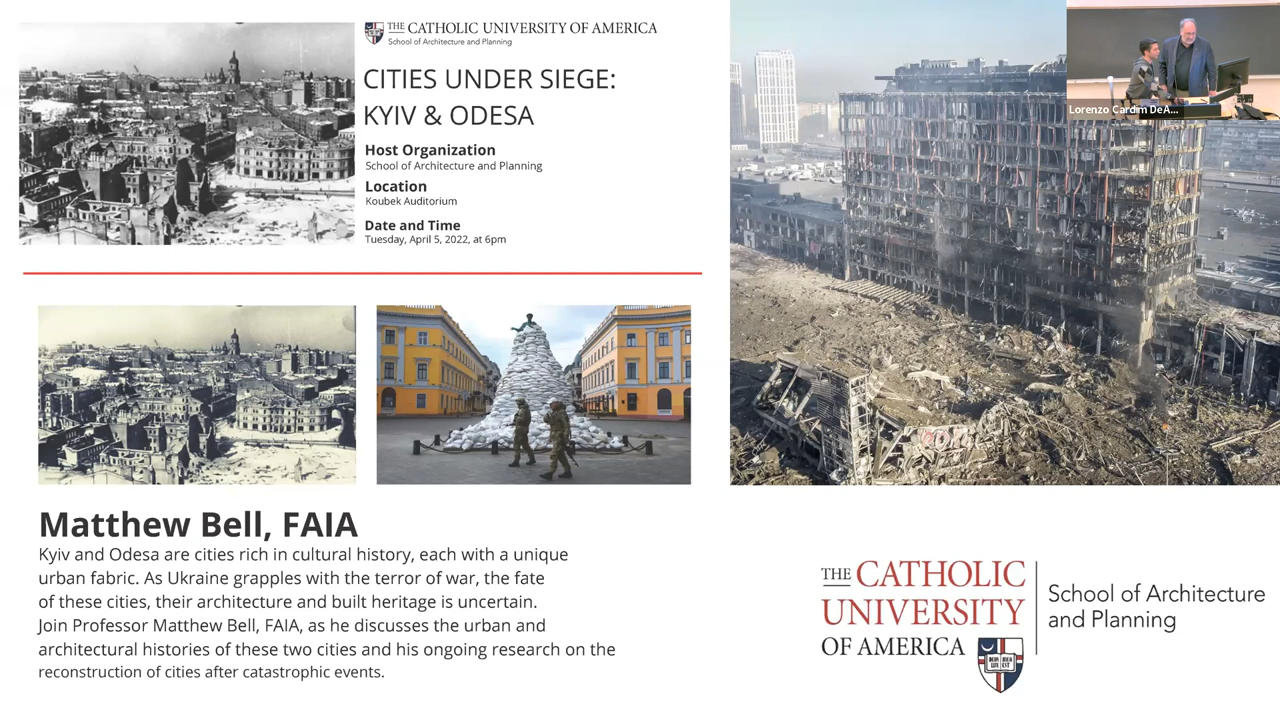 THE CATHOLIC UNIVERSITY OF AMERICA
School of Architecture and Planning
CITIES UNDER SIEGE:
KYIV & ODESA
Host Organization
School of Architecture and Planning
Location
Koubek Auditorium
Date and Time
Tuesday, April 5, 2022, at 6pm
Lorenzo Cardim De A...
Matthew Bell, FAIA
Kyiv and Odesa are cities rich in cultural history, each with a unique
urban fabric. As Ukraine grapples with the terror of war, the fate
of these cities, their architecture and built heritage is uncertain.
Join Professor Matthew Bell, FAIA, as he discusses the urban and
architectural histories of these two cities and his ongoing research on the
reconstruction of cities after catastrophic events.
THE CATHOLIC
UNIVERSITY
OF AMERICA
School of Architecture
and Planning